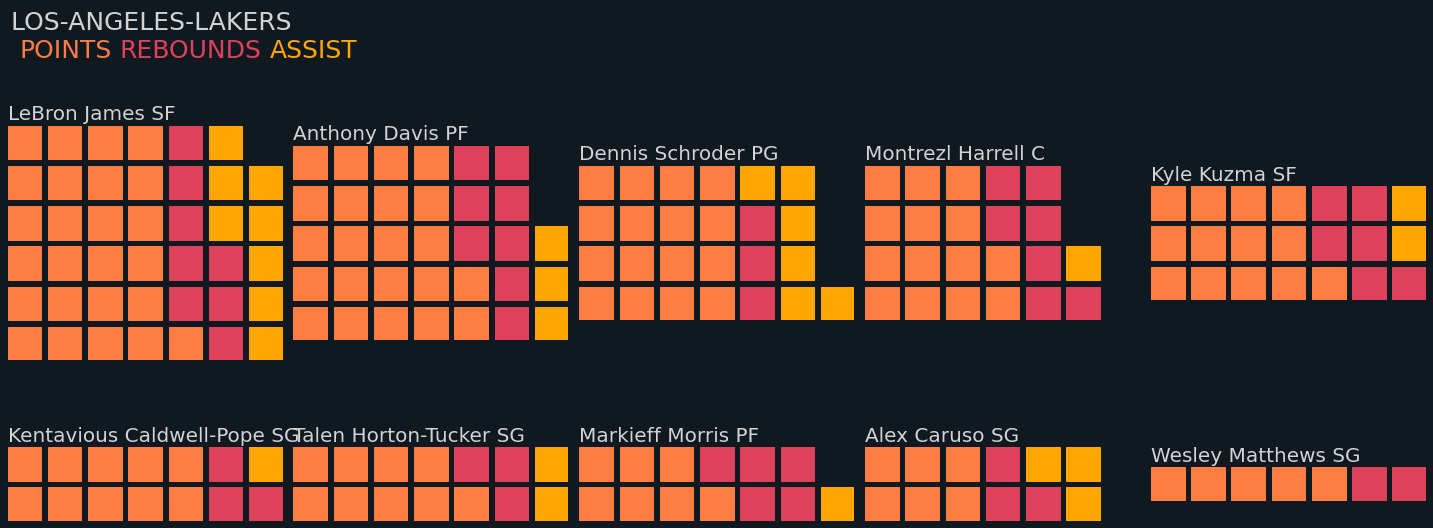 LOS-ANGELES-LAKERS
POINTS REBOUNDS ASSIST
LeBron James SF
Anthony Davis PF
Dennis Schroder PG
Montrezl Harrell C
Kyle Kuzma SF
Kentavious Caldwell-Pope SG
Talen Horton-Tucker SG
Markieff Morris PF
Alex Caruso SG
Wesley Matthews SG